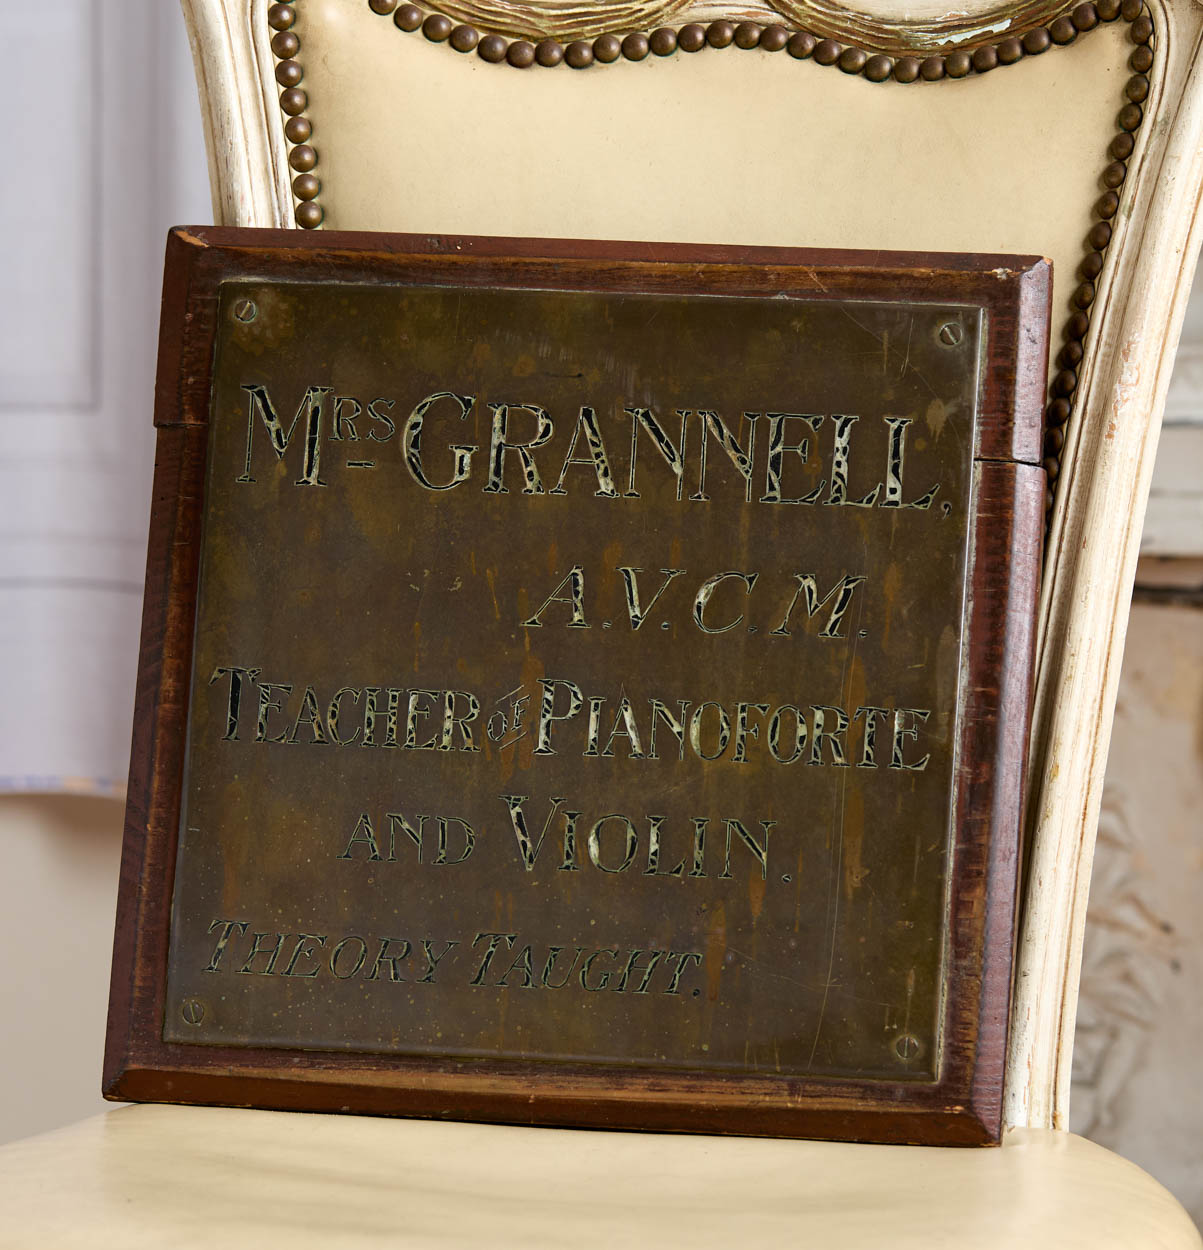 Mrs Grannell,
A.V.C.M.
Teacher of Pianoforte
and Violin.
Theory Taught.